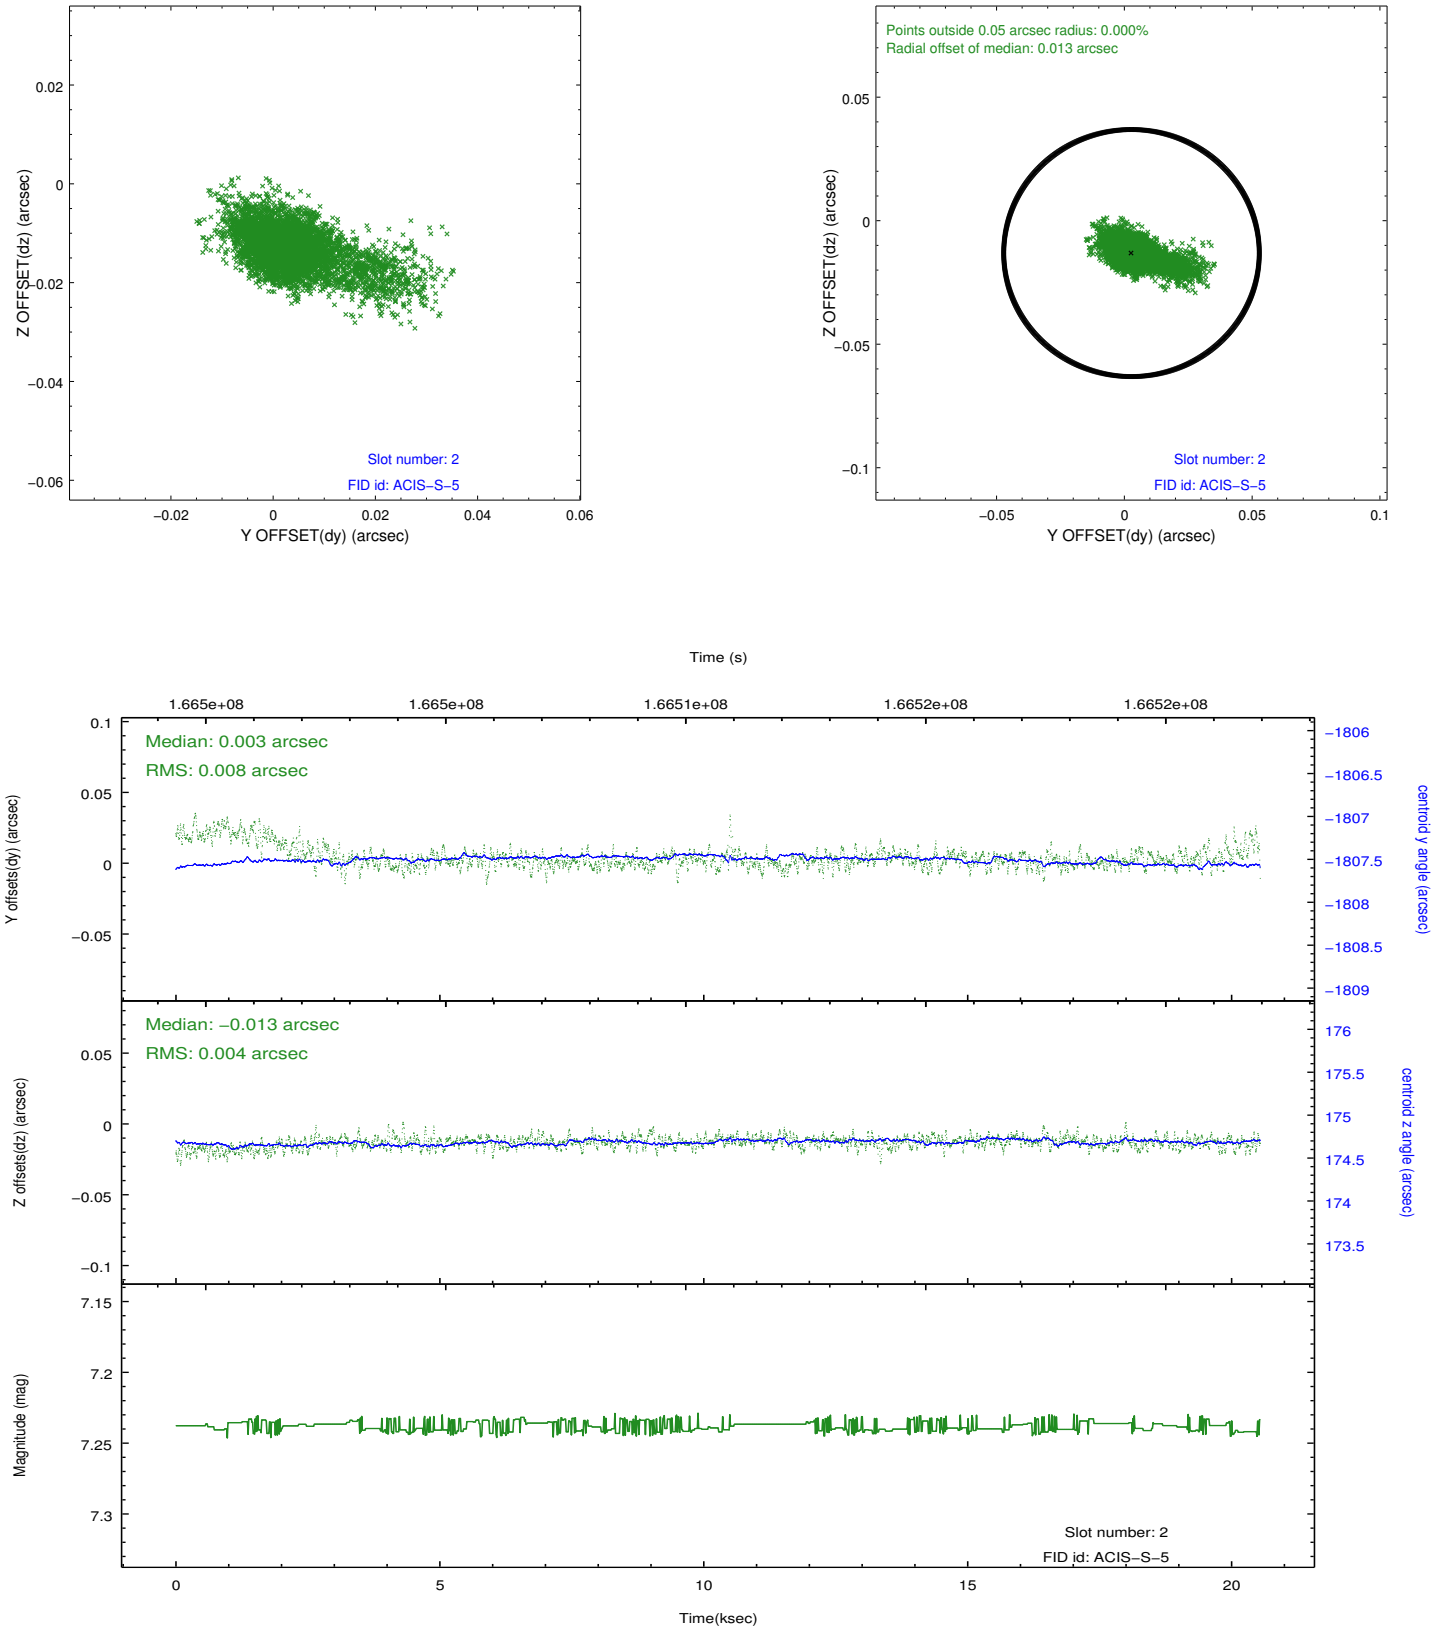 0.02
0
−0.02
−0.04
−0.06
Z OFFSET(dz) (arcsec)
Slot number: 2
FID id: ACIS−S−5
−0.02
0
0.02
0.04
0.06
Y OFFSET(dy) (arcsec)
Points outside 0.05 arcsec radius: 0.000%
Radial offset of median: 0.013 arcsec
0.05
0
−0.05
−0.1
Z OFFSET(dz) (arcsec)
Slot number: 2
FID id: ACIS−S−5
−0.05
0
0.05
0.1
Y OFFSET(dy) (arcsec)
Time (s)
1.665e+08
1.665e+08
1.6651e+08
1.6652e+08
1.6652e+08
Median: 0.003 arcsec
RMS: 0.008 arcsec
0.1
0.05
0
−0.05
Y offsets(dy) (arcsec)
−1806
−1806.5
−1807
−1807.5
−1808
−1808.5
−1809
centroid y angle (arcsec)
Median: −0.013 arcsec
RMS: 0.004 arcsec
0.05
0
−0.05
−0.1
Z offsets(dz) (arcsec)
176
175.5
175
174.5
174
173.5
centroid z angle (arcsec)
7.15
7.2
7.25
7.3
Magnitude (mag)
Slot number: 2
FID id: ACIS−S−5
0
5
10
15
20
Time(ksec)